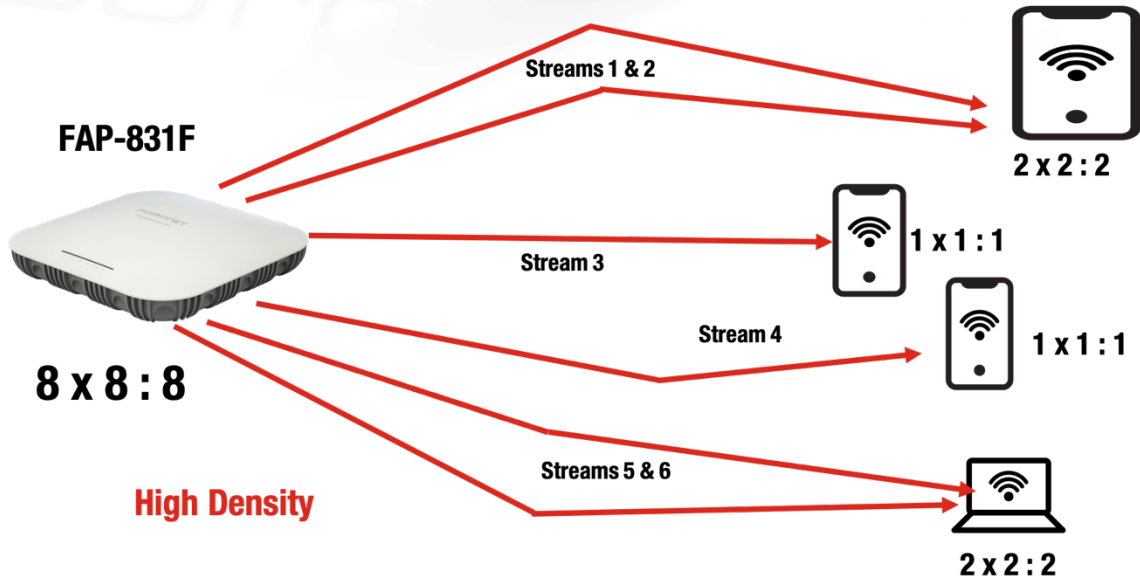 Streams 1 & 2
FAP-831F
2 x 2 : 2
FORTINET
1 x 1 : 1
Stream 3
Stream 4
1 x 1 : 1
8 x 8 : 8
Streams 5 & 6
High Density
2 x 2 : 2